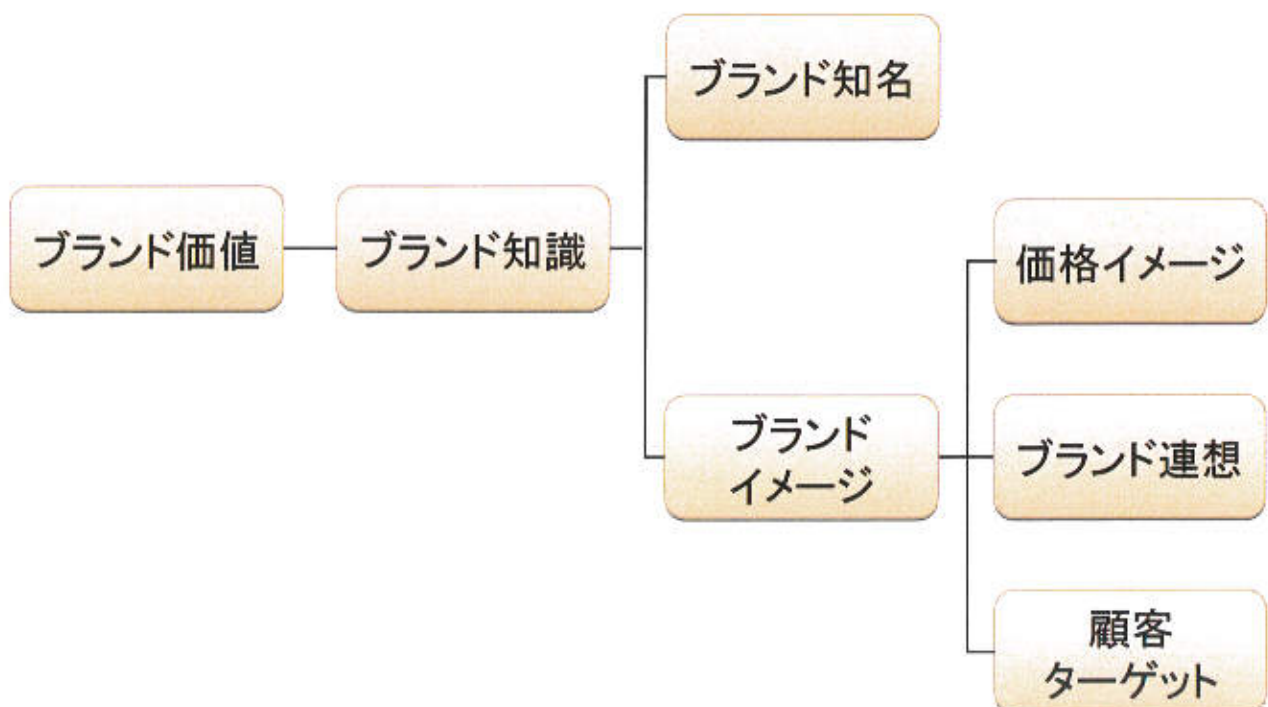 ブランド知名
ブランド価値
ブランド知識
価格イメージ
ブランド
イメージ
ブランド連想
顧客
ターゲット